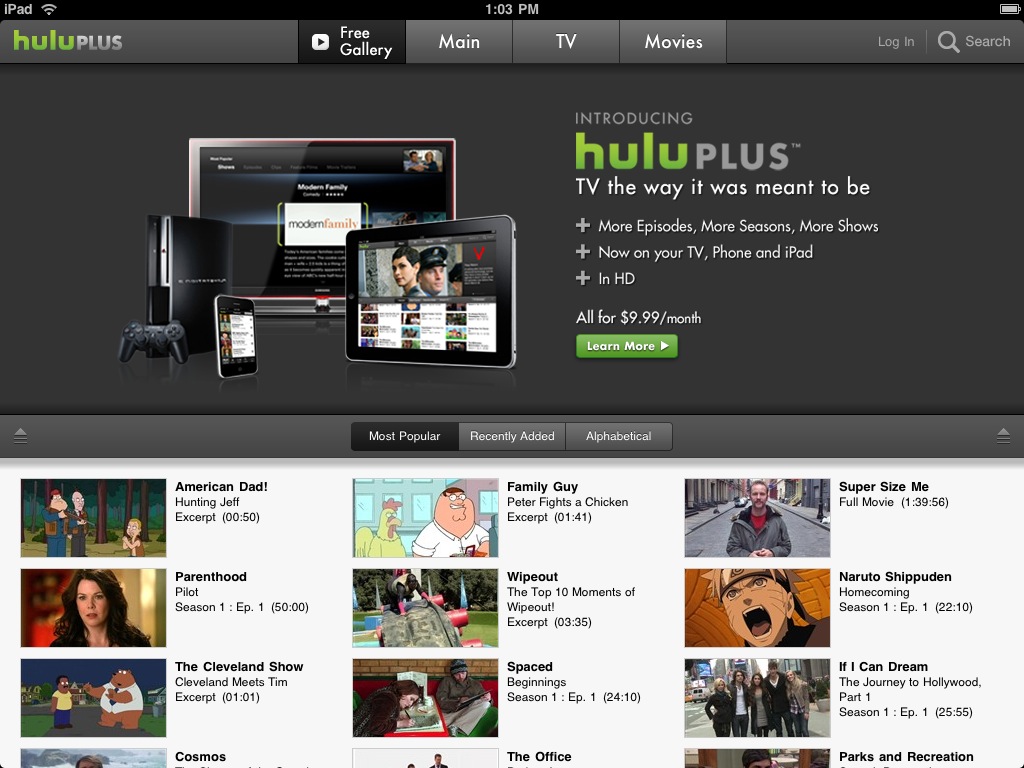 iPad
1:03 PM
huluPLUS
Free
Gallery
Main
TV
Movies
Log In
Search
INTRODUCING
huluPLUS™
TV the way it was meant to be
More Episodes, More Seasons, More Shows
Now on your TV, Phone and iPad
In HD
All for $9.99/month
Learn More
Most Popular
Shows
Modern Family
modernfamily
Most Popular
Recently Added
Alphabetical
American Dad!
Hunting Jeff
Excerpt (00:50)
Family Guy
Peter Fights a Chicken
Excerpt (01:41)
Super Size Me
Full Movie (1:39:56)
Parenthood
Pilot
Season 1 : Ep. 1 (50:00)
Wipeout
The Top 10 Moments of
Wipeout!
Excerpt (03:35)
Naruto Shippuden
Homecoming
Season 1 : Ep. 1 (22:10)
The Cleveland Show
Cleveland Meets Tim
Excerpt (01:01)
Spaced
Beginnings
Season 1 : Ep. 1 (24:10)
If I Can Dream
The Journey to Hollywood,
Part 1
Season 1 : Ep. 1 (25:55)
Cosmos
The Office
Parks and Recreation